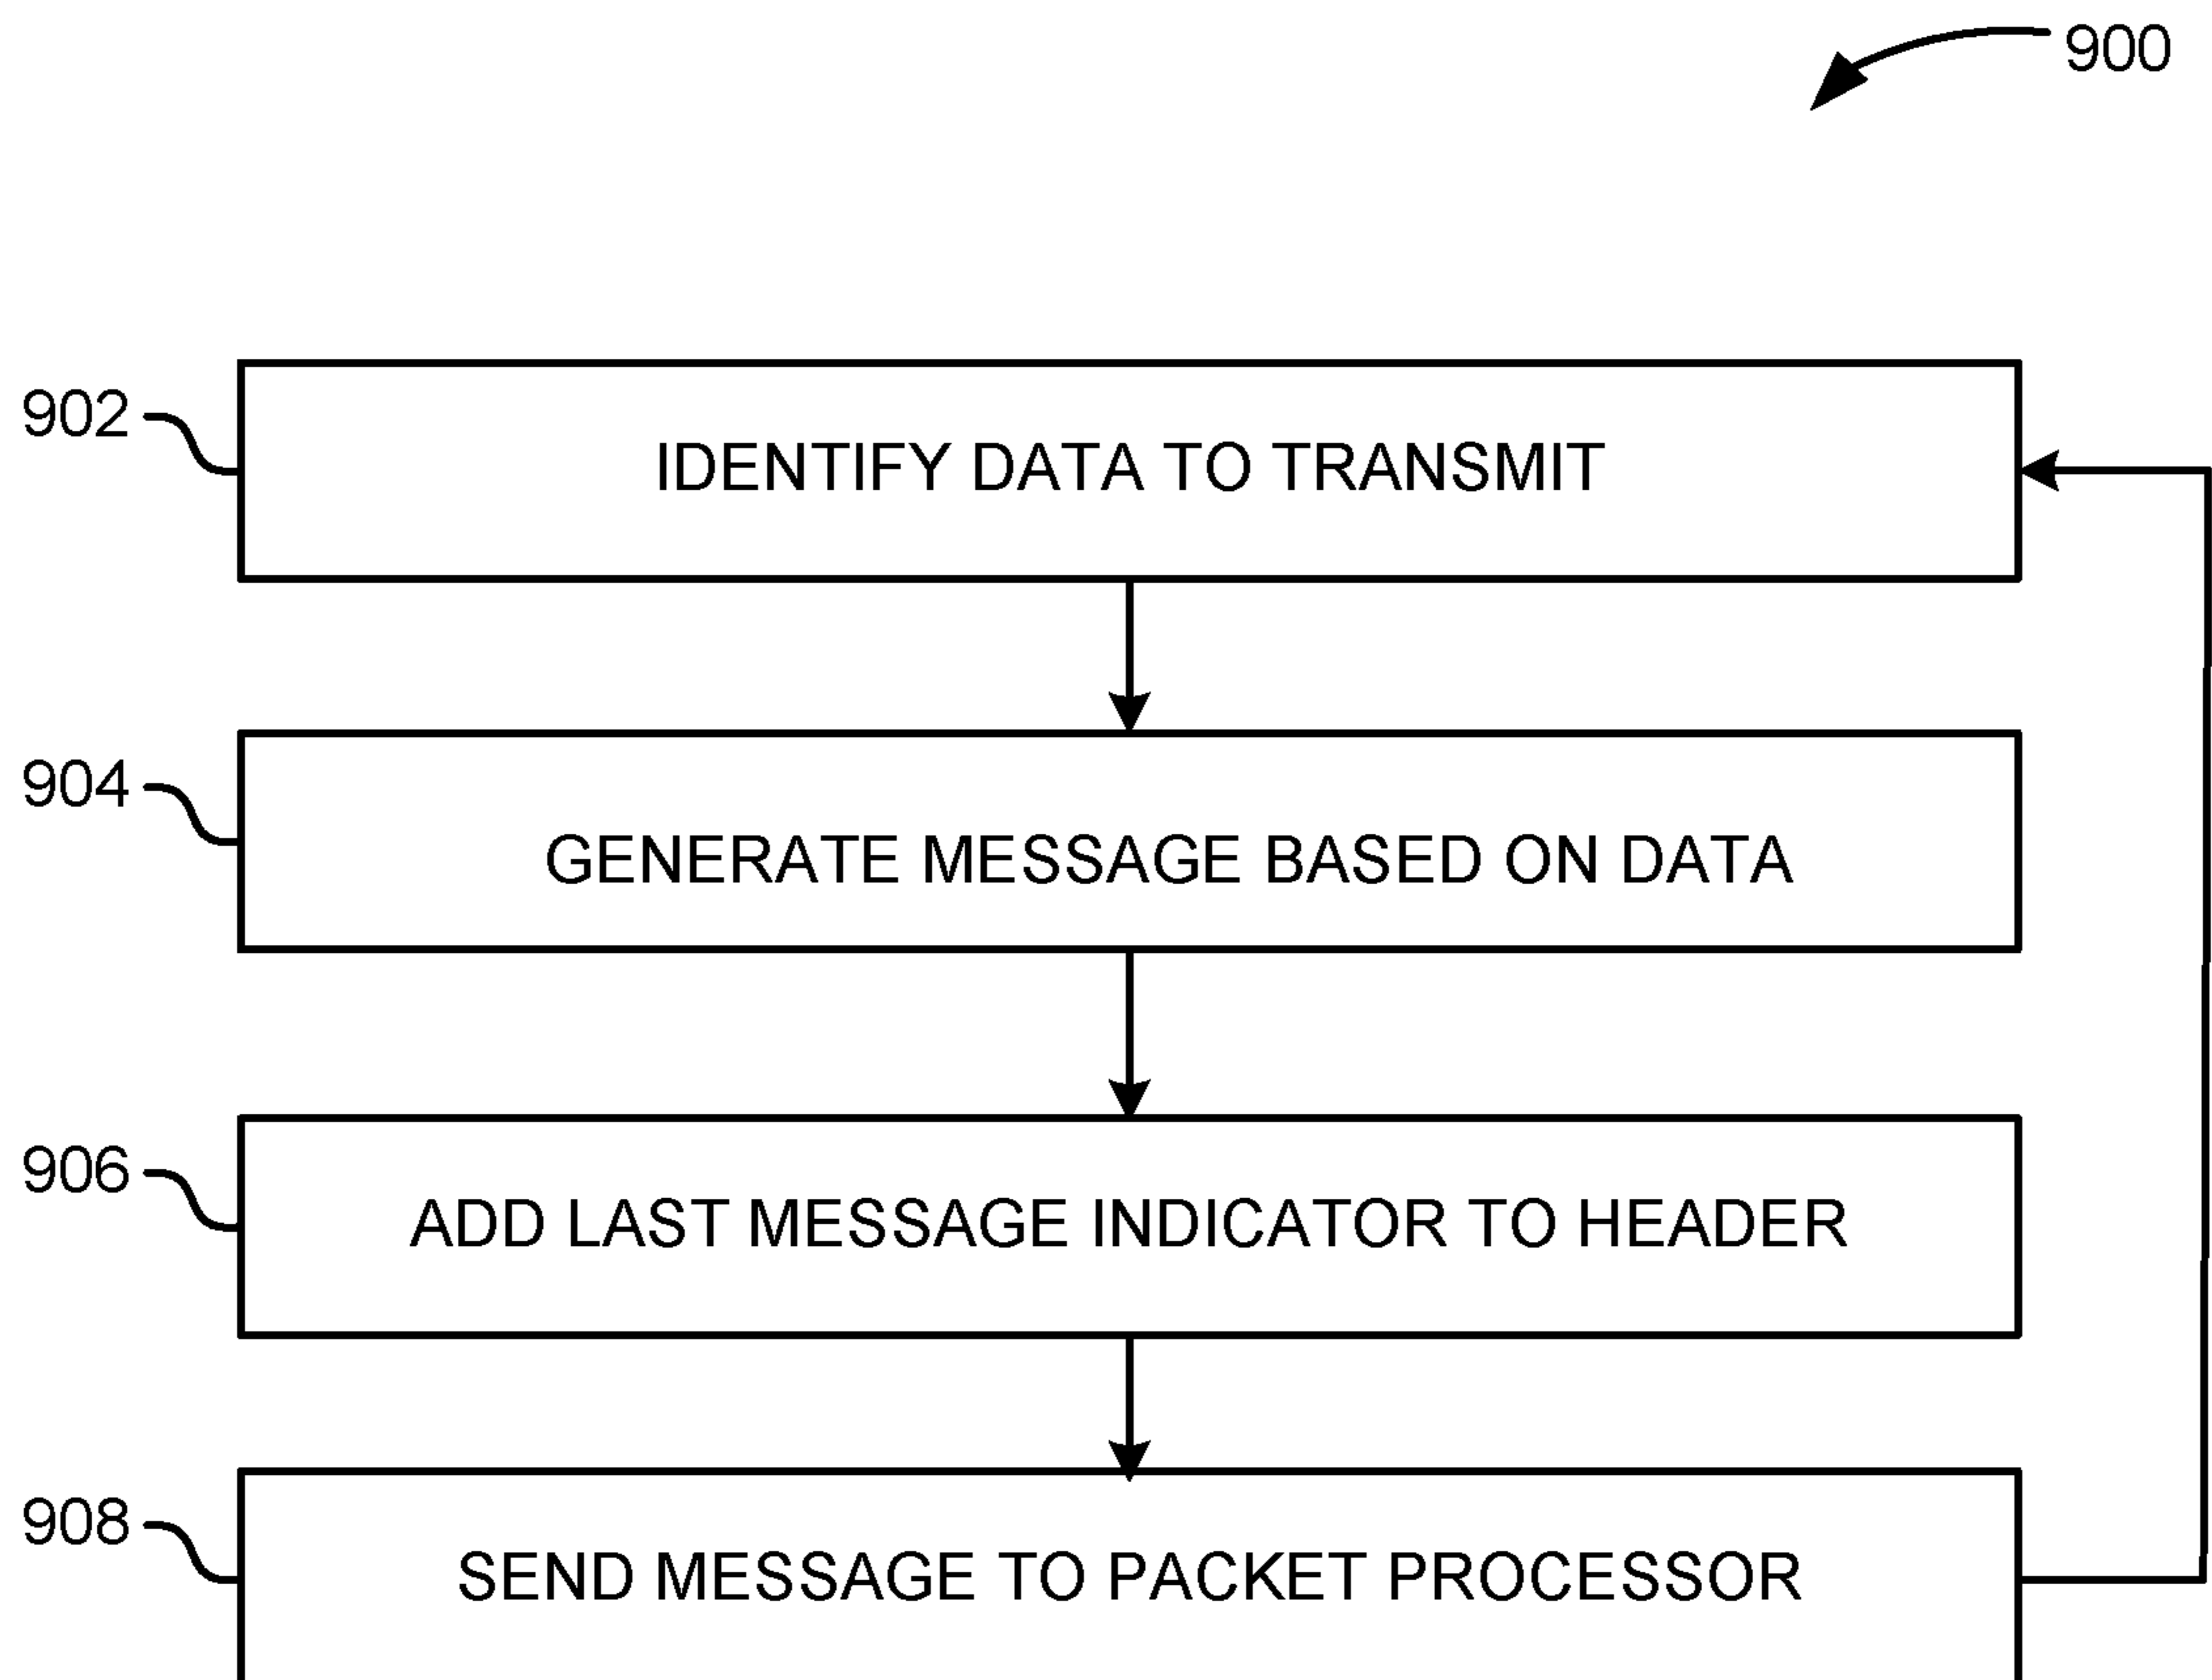 900
902
IDENTIFY DATA TO TRANSMIT
904
GENERATE MESSAGE BASED ON DATA
906
ADD LAST MESSAGE INDICATOR TO HEADER
908
SEND MESSAGE TO PACKET PROCESSOR